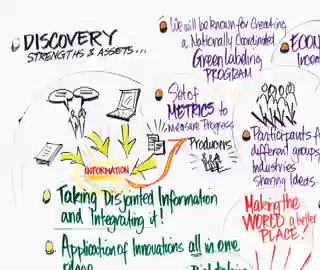 DISCOVERY
STRENGTHS & ASSETS...
We will be known for Creating
a Nationally Coordinated
Green labeling
PROGRAM
Set of
METRICS to
Measure Progress
Producers
INFORMATION
Taking Disjointed Information
and integrating it!
Application of Innovations all in one
Participants f
different groups
Industries
Sharing Ideas.
Making the
WORLD a better
PLACE!